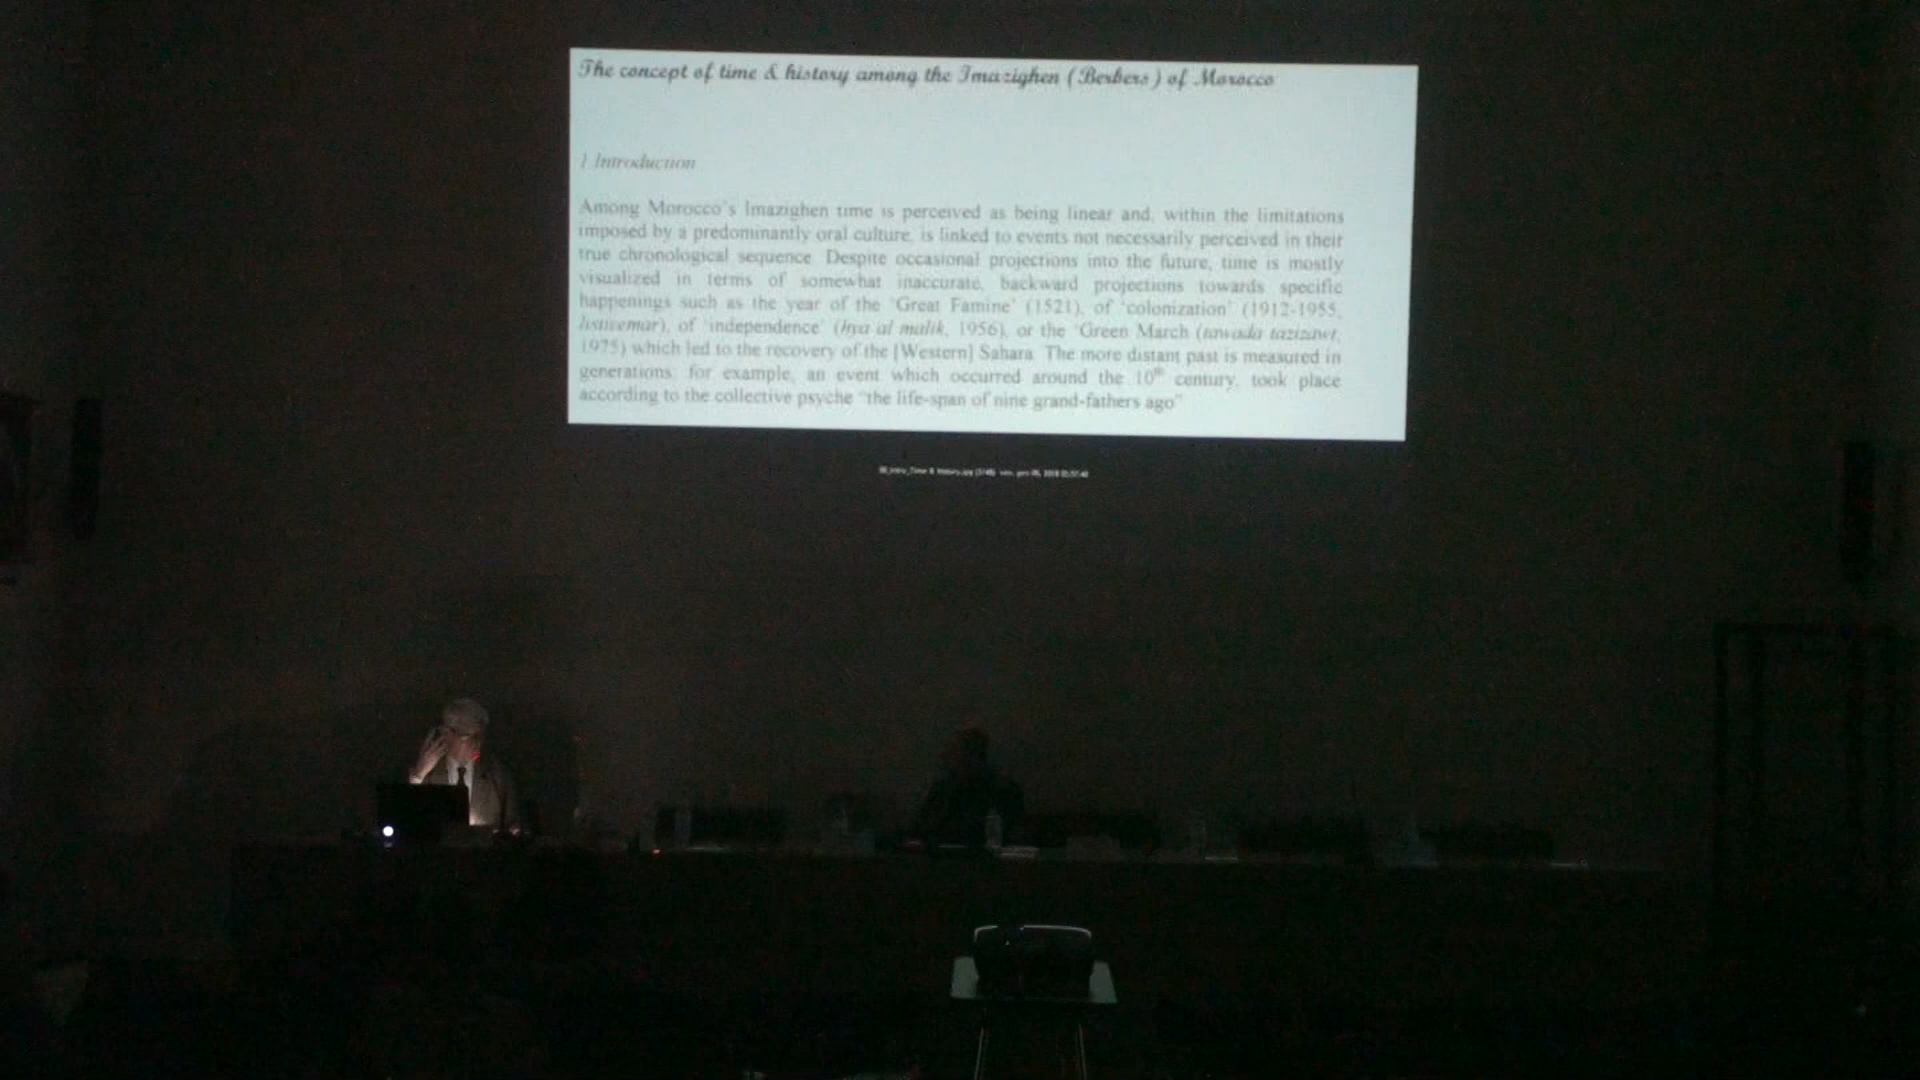 The concept of time & history among the Imazighen (Berbers) of Morocco
1 Introduction
Among Morocco's Imazighen time is perceived as being linear and, within the limitations
imposed by a predominantly oral culture, is linked to events not necessarily perceived in their
true chronological sequence. Despite occasional projections into the future, time is mostly
visualized in terms of somewhat inaccurate, backward projections towards specific
happenings such as the year of the 'Great Famine' (1521), of 'colonization' (1912-1955,
), of 'independence' (hya al malik, 1956), or the 'Green March (tawada tazizawt,
1975) which led to the recovery of the [Western] Sahara. The more distant past is measured in
generations: for example, an event which occurred around the 10th century, took place
according to the collective psyche "the life-span of nine grand-fathers ago"